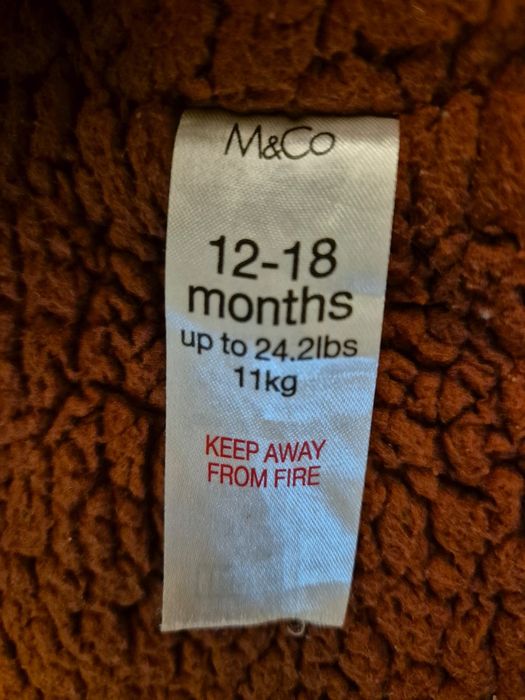 M&Co
12-18
months
up to 24.2lbs
11kg
KEEP AWAY
FROM FIRE